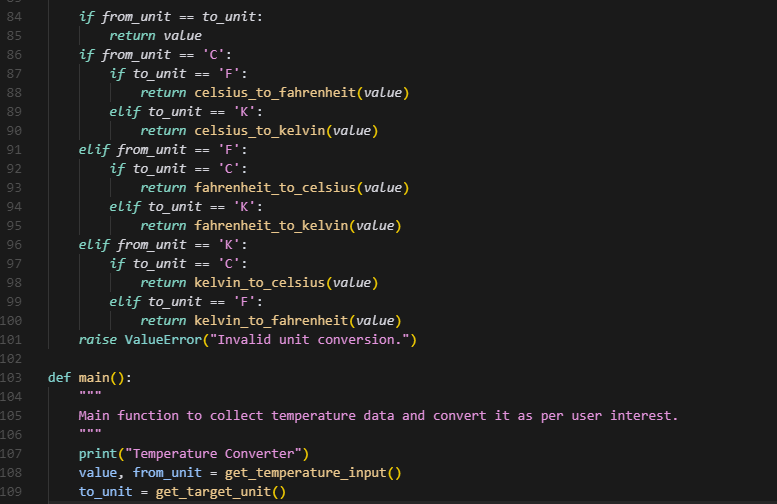 84 if from_unit == to_unit:
85 return value
86 if from_unit == 'C':
87 if to_unit == 'F':
88 return celsius_to_fahrenheit(value)
89 elif to_unit == 'K':
90 return celsius_to_kelvin(value)
91 elif from_unit == 'F':
92 if to_unit == 'C':
93 return fahrenheit_to_celsius(value)
94 elif to_unit == 'K':
95 return fahrenheit_to_kelvin(value)
96 elif from_unit == 'K':
97 if to_unit == 'C':
98 return kelvin_to_celsius(value)
99 elif to_unit == 'F':
100 return kelvin_to_fahrenheit(value)
101 raise ValueError("Invalid unit conversion.")
102
103 def main():
104 """
105 Main function to collect temperature data and convert it as per user interest.
106 """
107 print("Temperature Converter")
108 value, from_unit = get_temperature_input()
109 to_unit = get_target_unit()